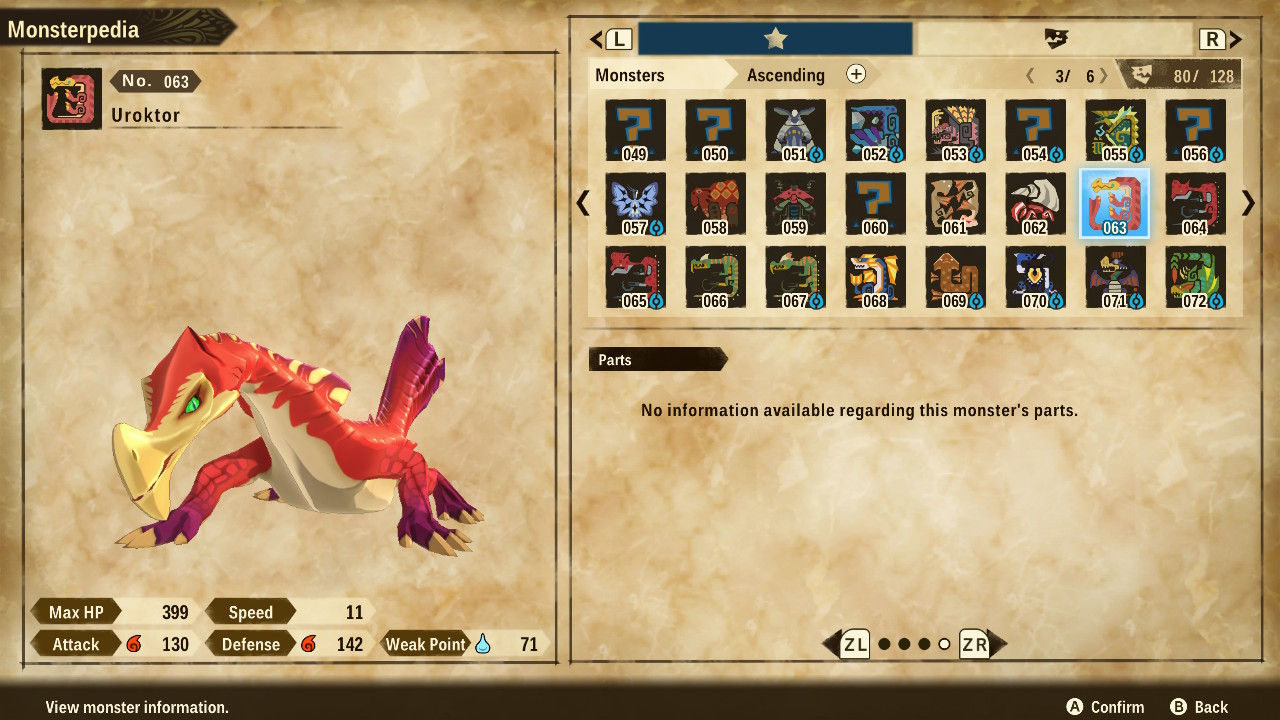 Monsterpedia
No. 063
Uroktor
L
R
Monsters
Ascending
3/ 6
80/ 128
049 050 051 052 053 054 055 056
057 058 059 060 061 062 063 064
065 066 067 068 069 070 071 072
Parts
No information available regarding this monster's parts.
Max HP 399 Speed 11
Attack 130 Defense 142 Weak Point 71
ZL ZR
View monster information.
A Confirm B Back